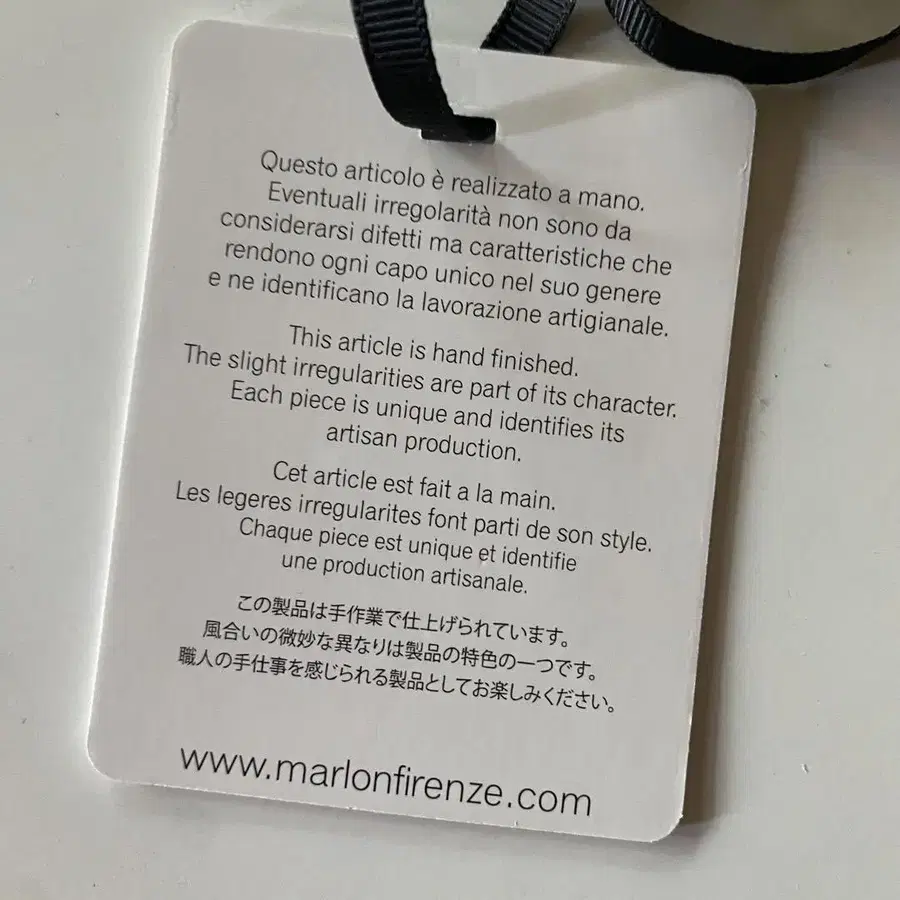 Questo articolo è realizzato a mano.
Eventuali irregolarità non sono da
considerarsi difetti ma caratteristiche che
rendono ogni capo unico nel suo genere
e ne identificano la lavorazione artigianale.
This article is hand finished.
The slight irregularities are part of its character.
Each piece is unique and identifies its
artisan production.
Cet article est fait a la main.
Les legeres irregularites font parti de son style.
Chaque piece est unique et identifie
une production artisanale.
この製品は手作業で仕上げられています。
風合いの微妙な異なりは製品の特色の一つです。
職人の手仕事を感じられる製品としてお楽しみください。
www.marlonfirenze.com